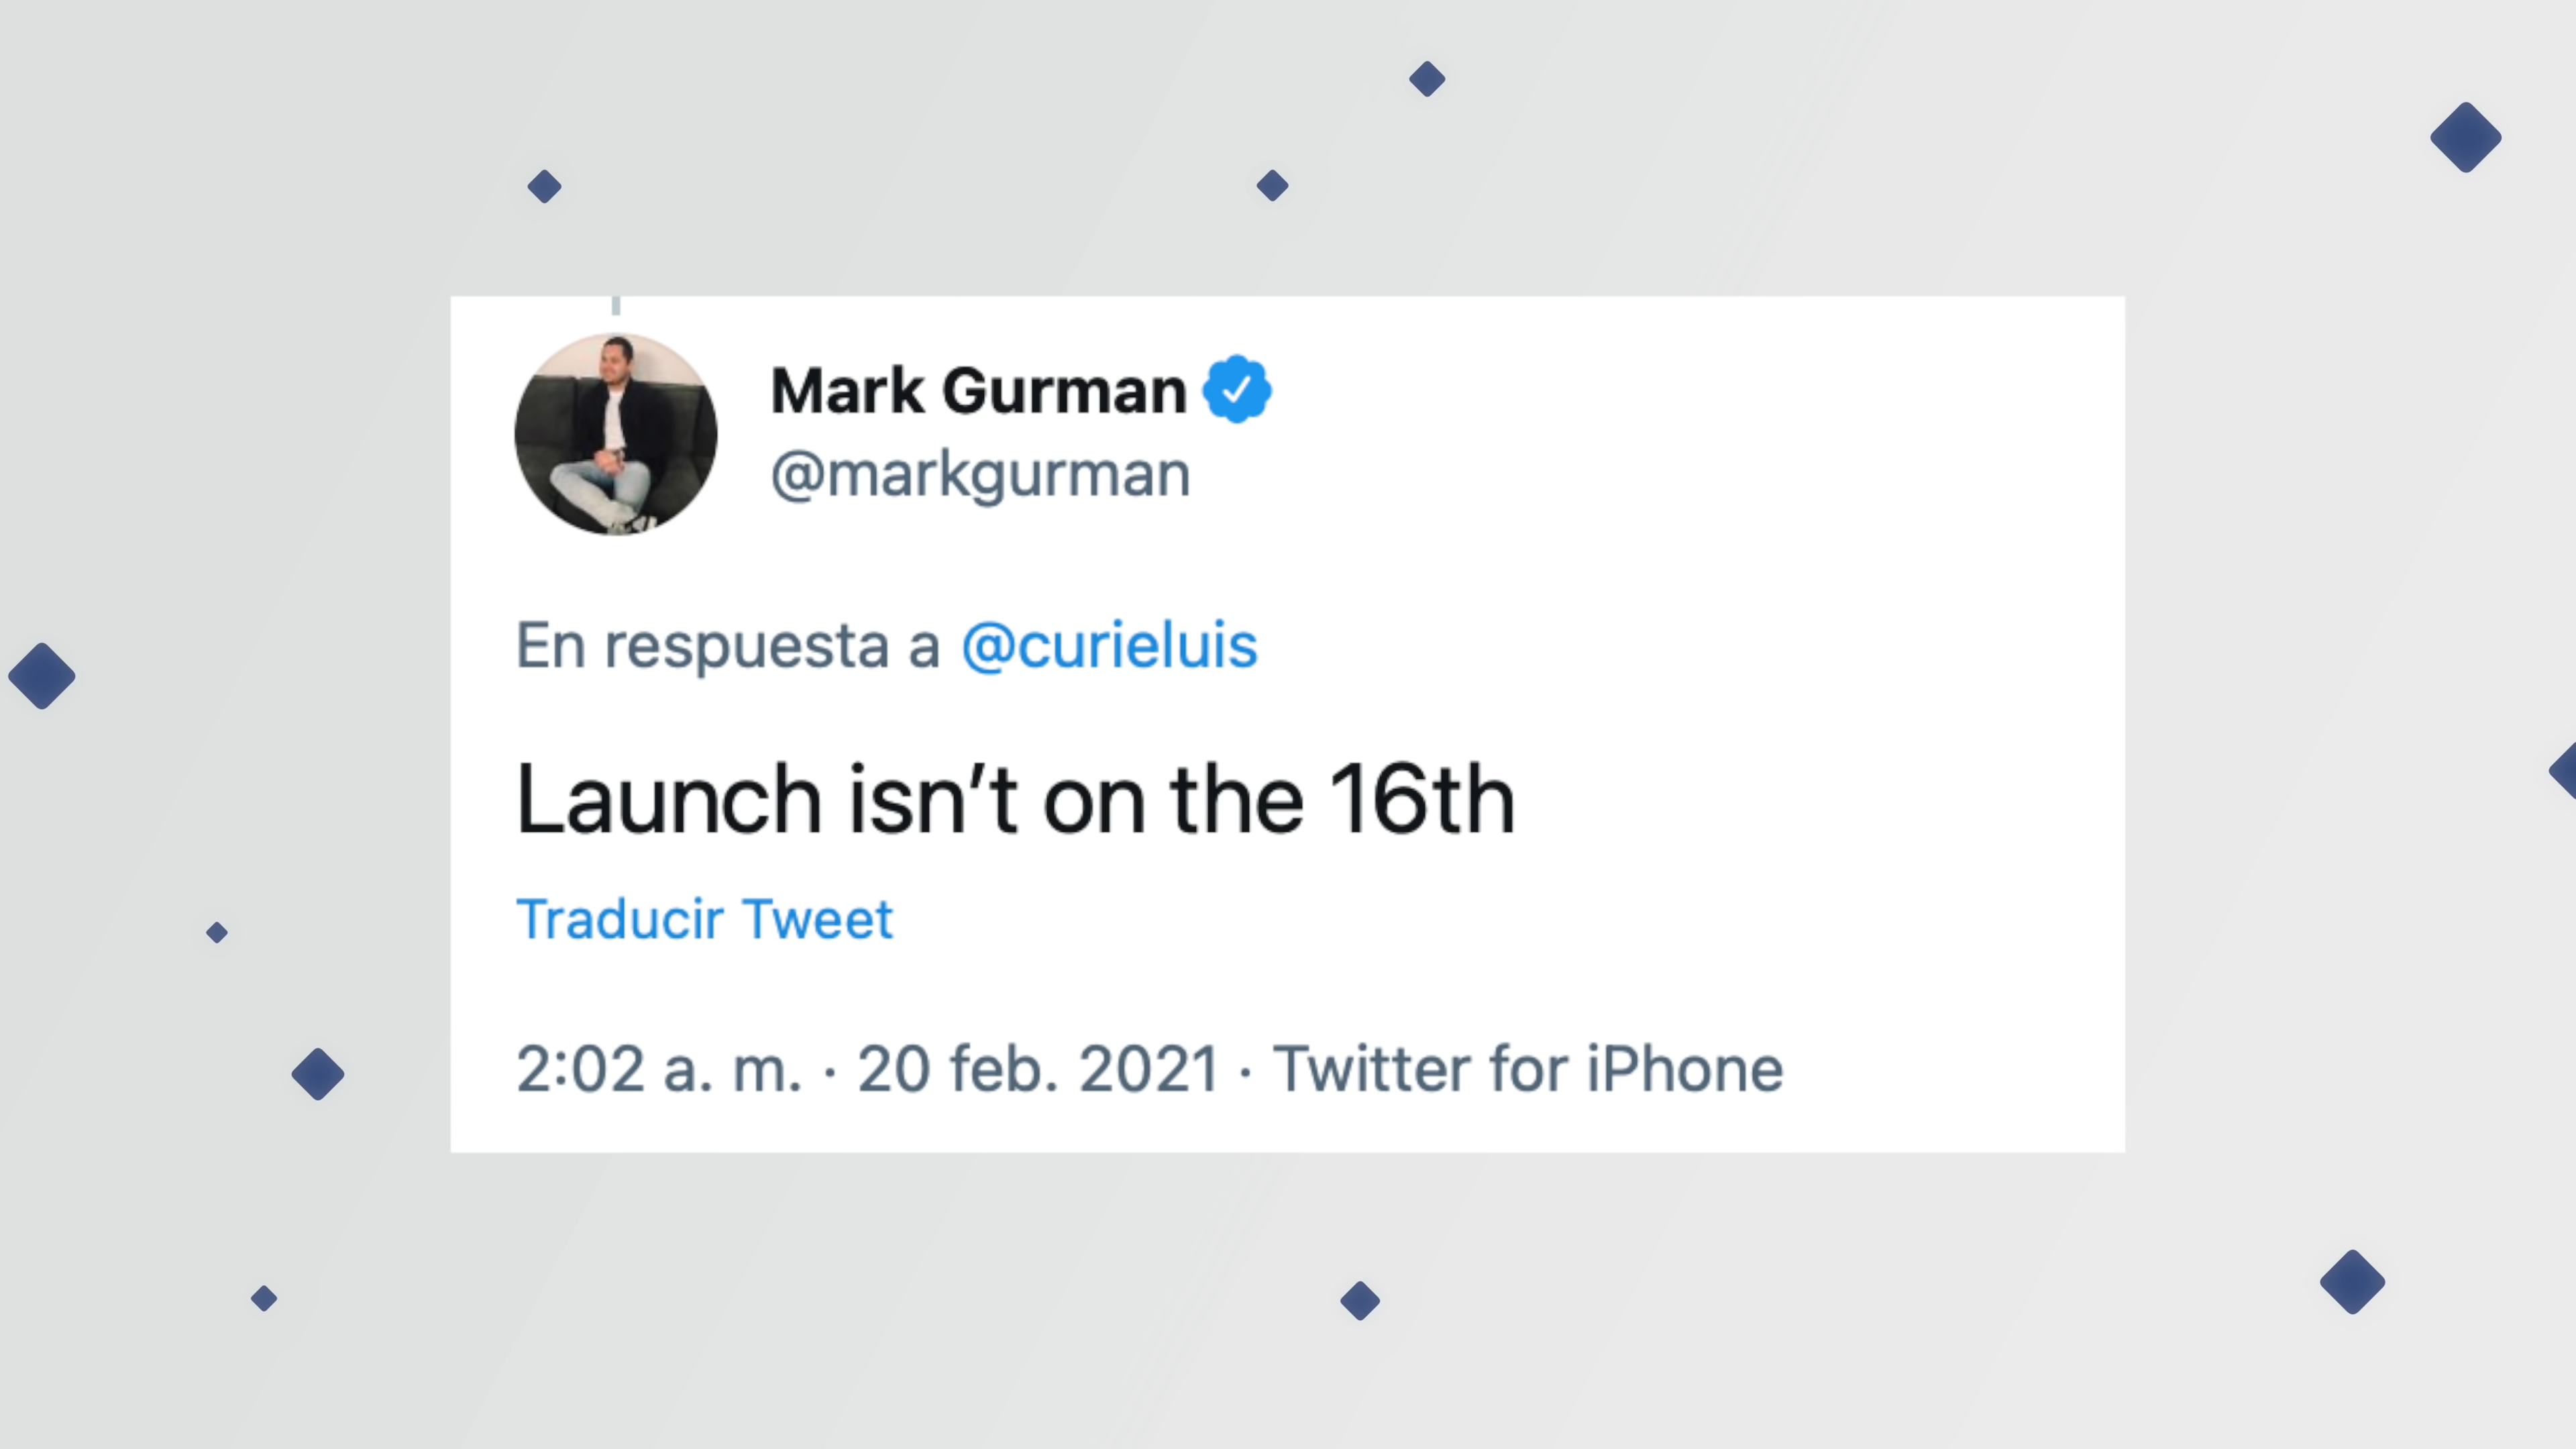 Mark Gurman
@markgurman
En respuesta a @curieluis
Launch isn’t on the 16th
Traducir Tweet
2:02 a. m. · 20 feb. 2021 · Twitter for iPhone